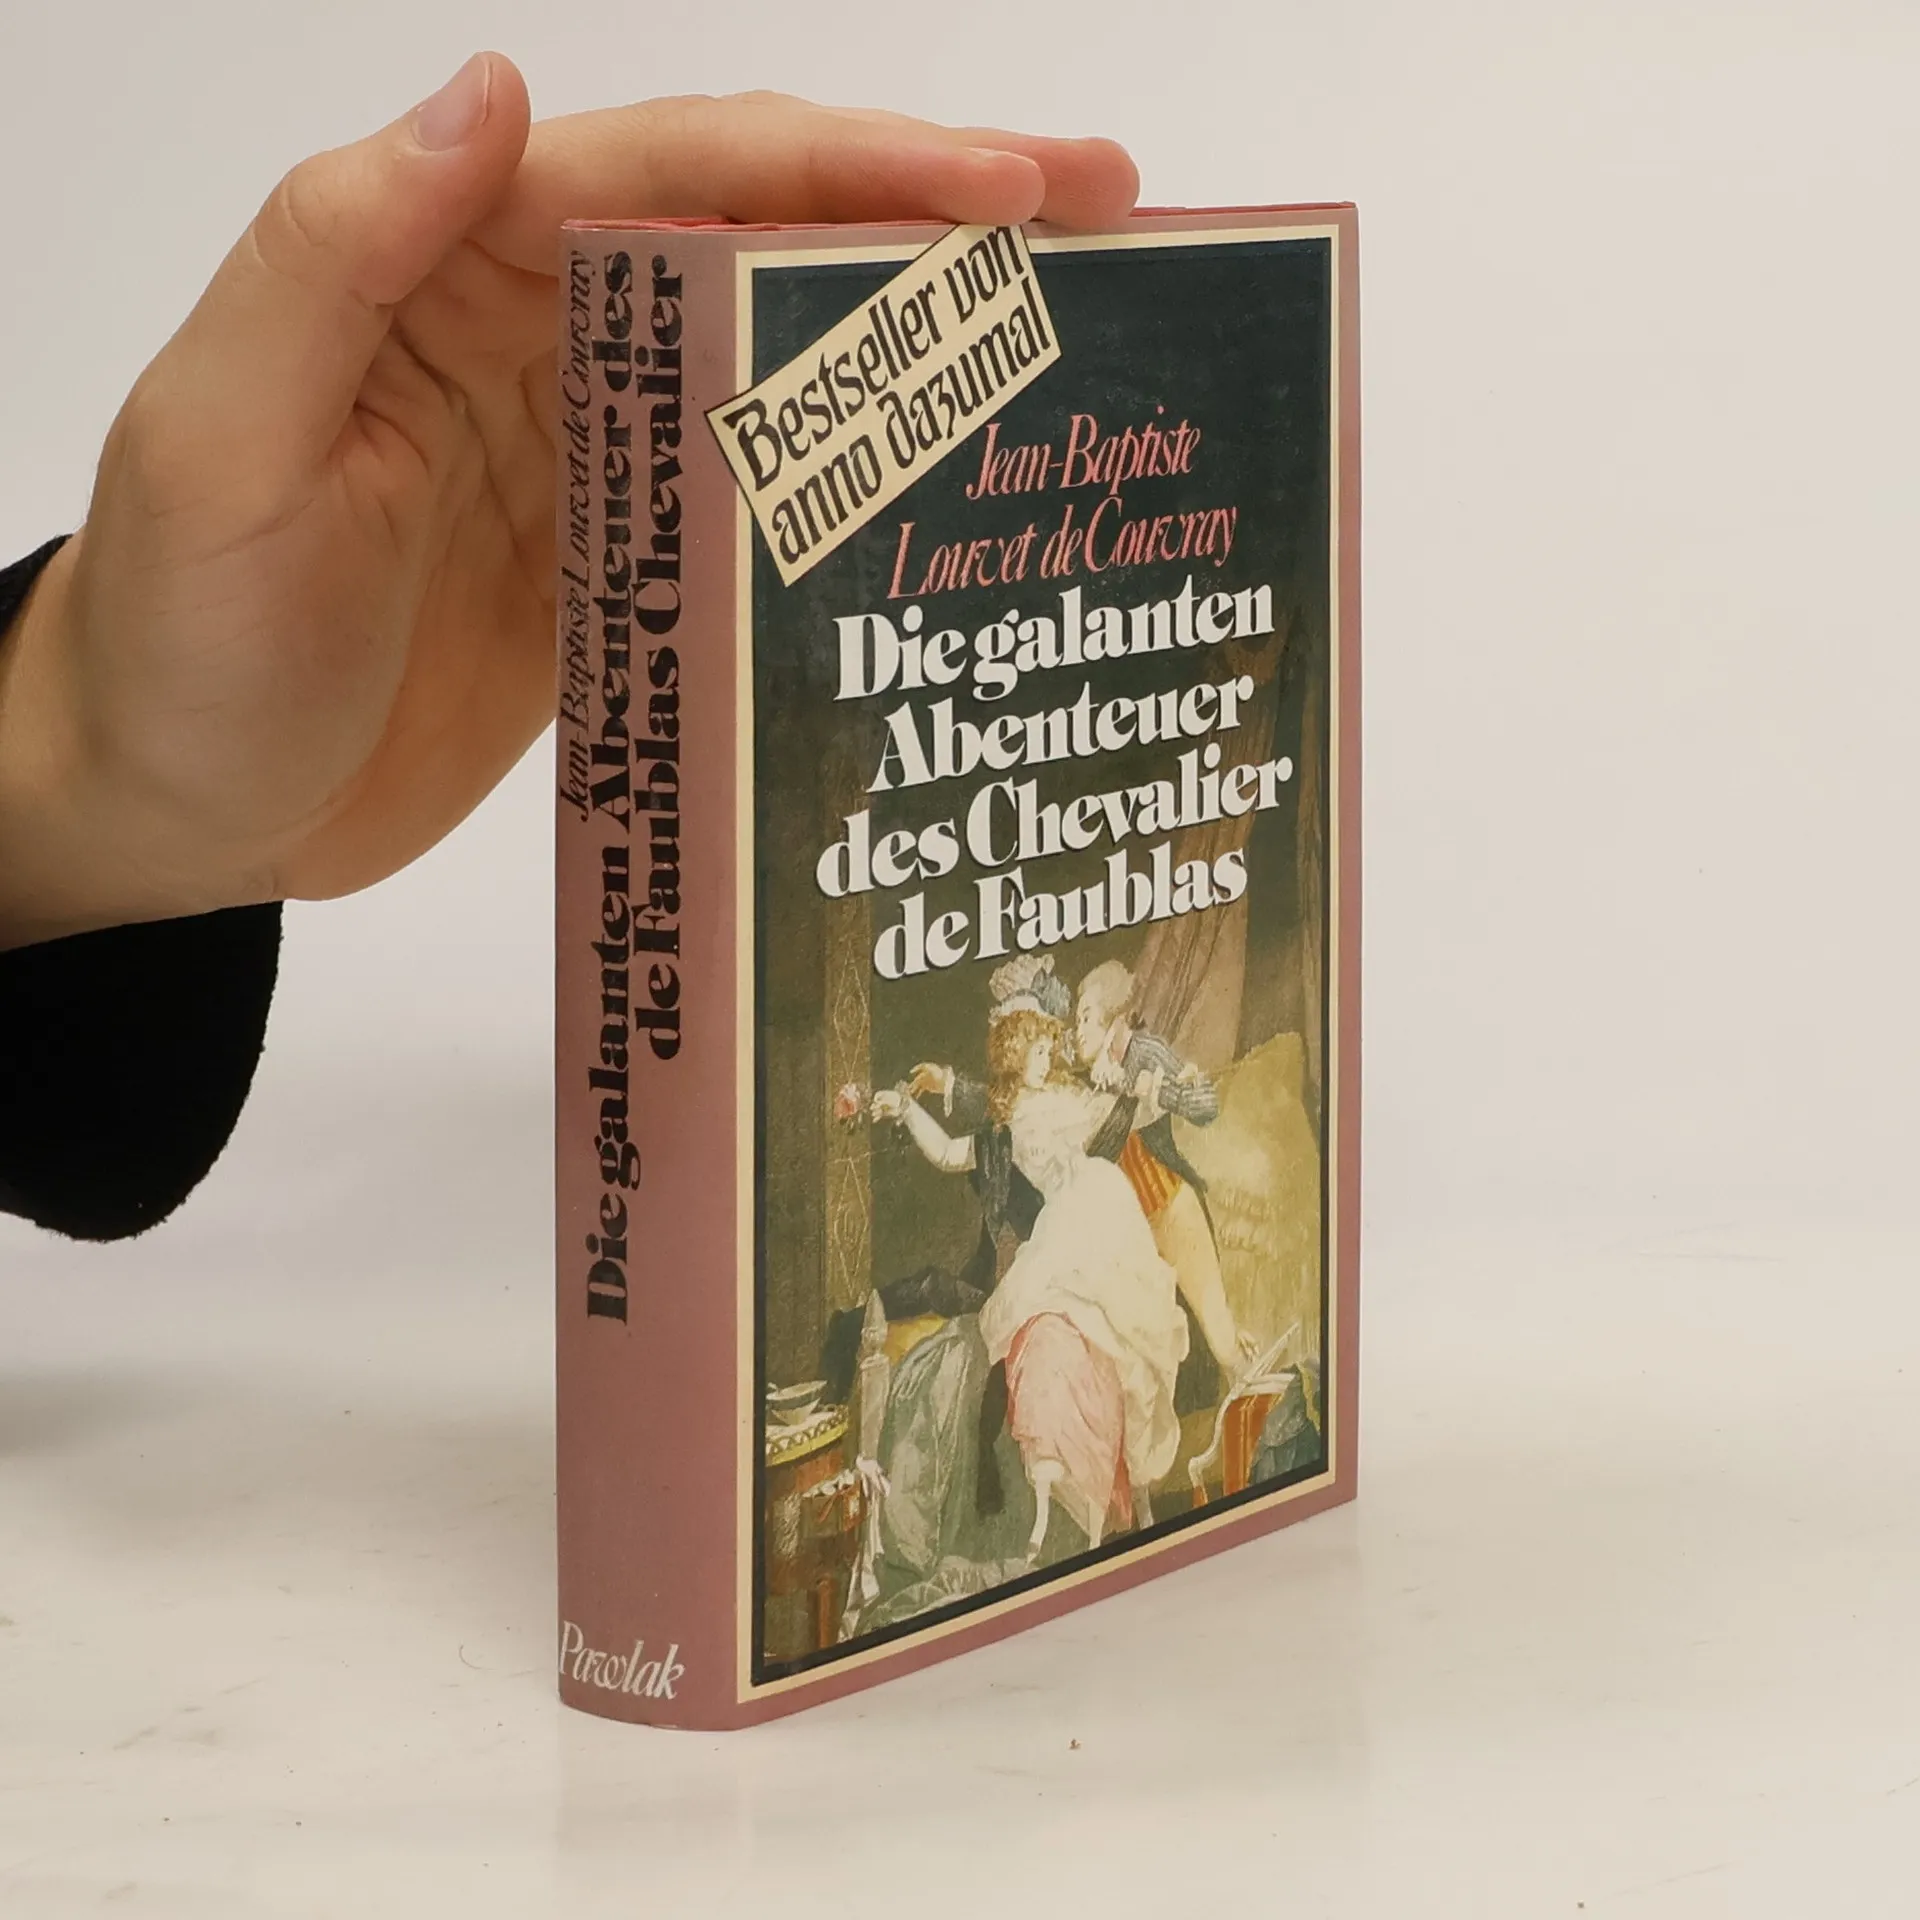 Jean-Baptiste Louvet de Couvray
Die galanten Abenteuer des
de Faublas Chevalier
Pawlak
Bestseller von
anno dazumal
Jean-Baptiste
Louvet de Couvray
Die galanten
Abenteuer
des Chevalier
de Faublas